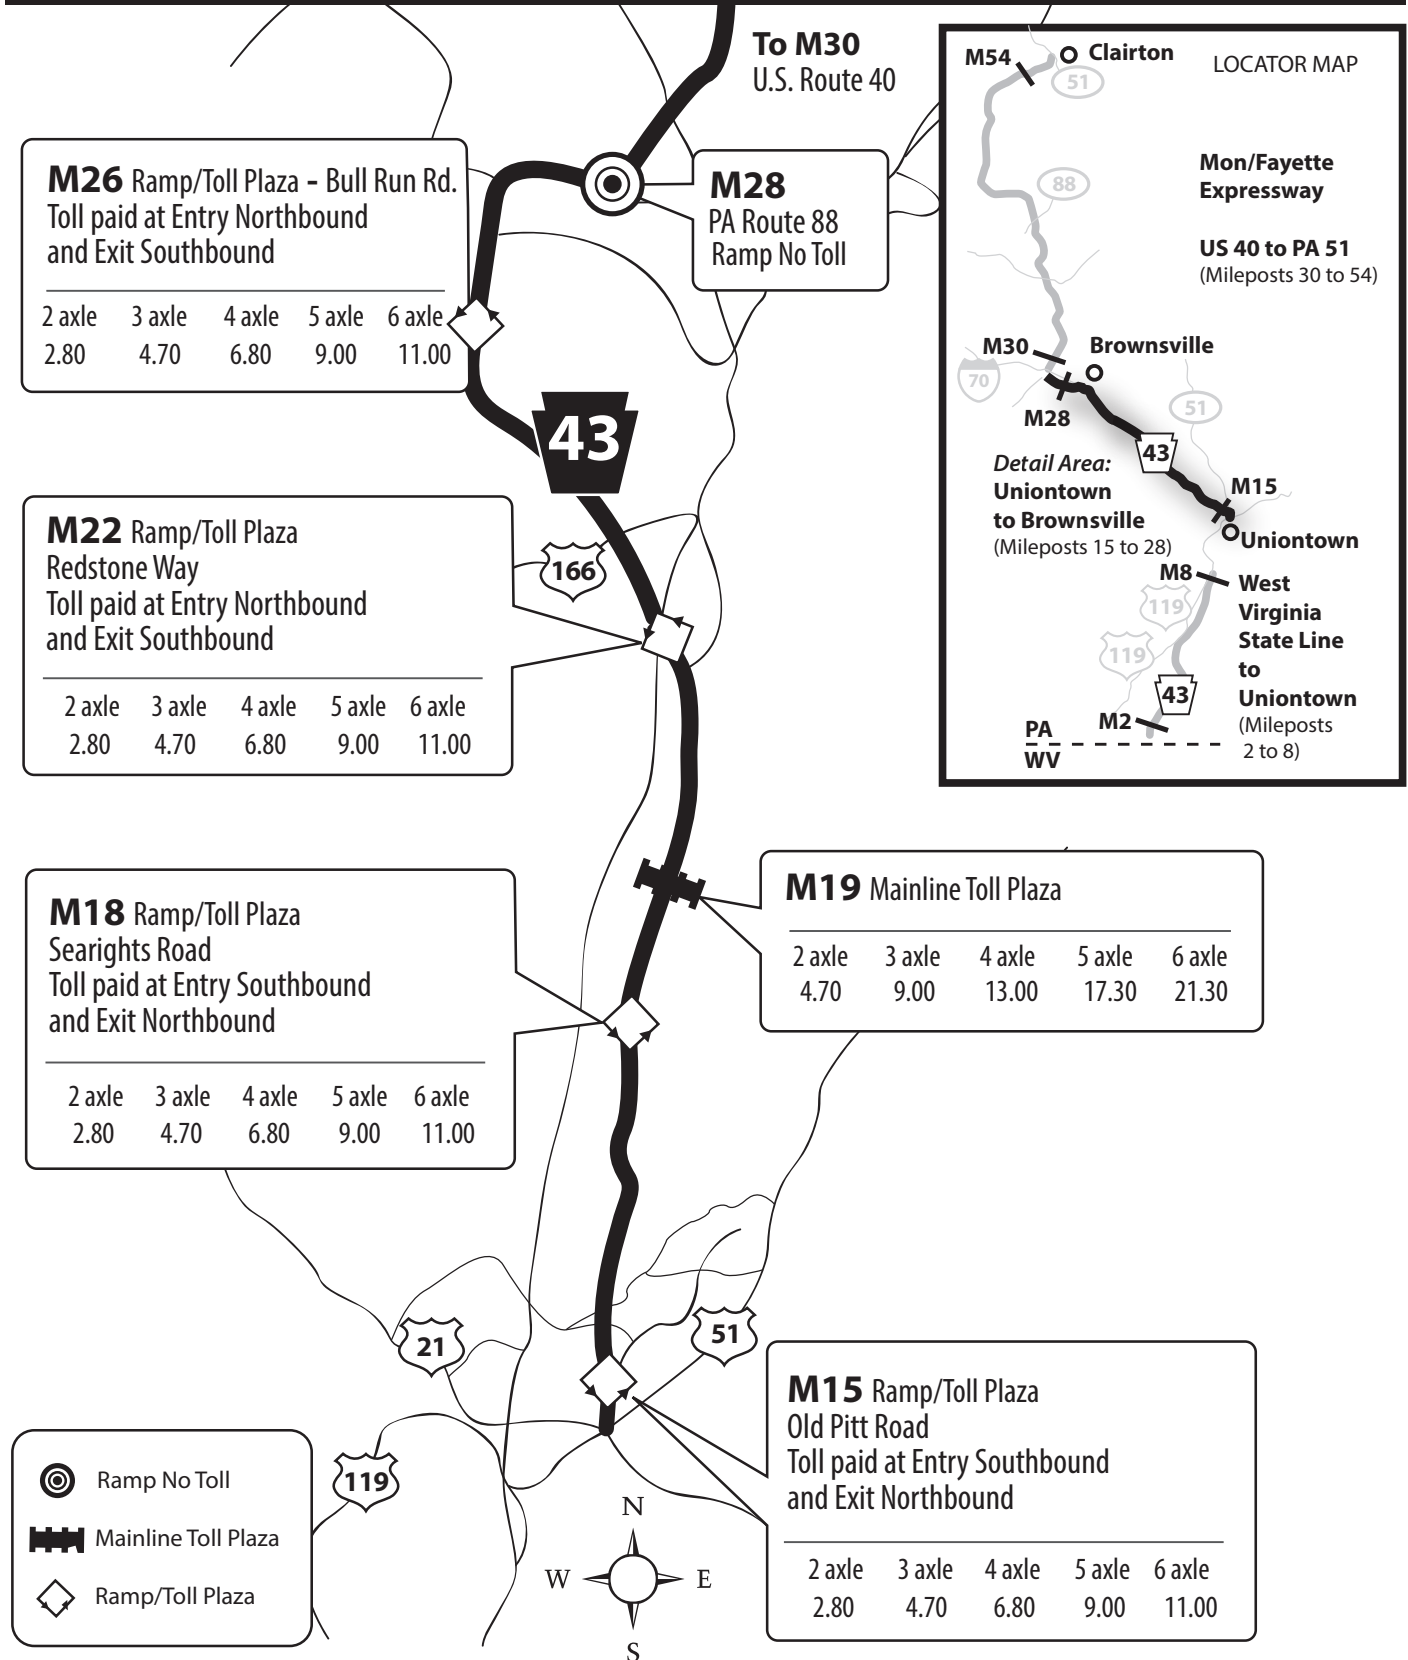 To M30
U.S. Route 40
M26 Ramp/Toll Plaza - Bull Run Rd.
Toll paid at Entry Northbound
and Exit Southbound
2 axle 3 axle 4 axle 5 axle 6 axle
2.80 4.70 6.80 9.00 11.00
M28
PA Route 88
Ramp No Toll
43
M22 Ramp/Toll Plaza
Redstone Way
Toll paid at Entry Northbound
and Exit Southbound
2 axle 3 axle 4 axle 5 axle 6 axle
2.80 4.70 6.80 9.00 11.00
166
M18 Ramp/Toll Plaza
Searights Road
Toll paid at Entry Southbound
and Exit Northbound
2 axle 3 axle 4 axle 5 axle 6 axle
2.80 4.70 6.80 9.00 11.00
M19 Mainline Toll Plaza
2 axle 3 axle 4 axle 5 axle 6 axle
4.70 9.00 13.00 17.30 21.30
21
51
119
M15 Ramp/Toll Plaza
Old Pitt Road
Toll paid at Entry Southbound
and Exit Northbound
2 axle 3 axle 4 axle 5 axle 6 axle
2.80 4.70 6.80 9.00 11.00
Ramp No Toll
Mainline Toll Plaza
Ramp/Toll Plaza
N
W E
S
LOCATOR MAP
M54
Clairton
51
Mon/Fayette
Expressway
88
US 40 to PA 51
(Mileposts 30 to 54)
M30
Brownsville
70
M28
51
43
Detail Area:
Uniontown
to Brownsville
(Mileposts 15 to 28)
M15
Uniontown
M8
West
Virginia
State Line
to
Uniontown
(Mileposts
2 to 8)
119
119
43
M2
PA
WV